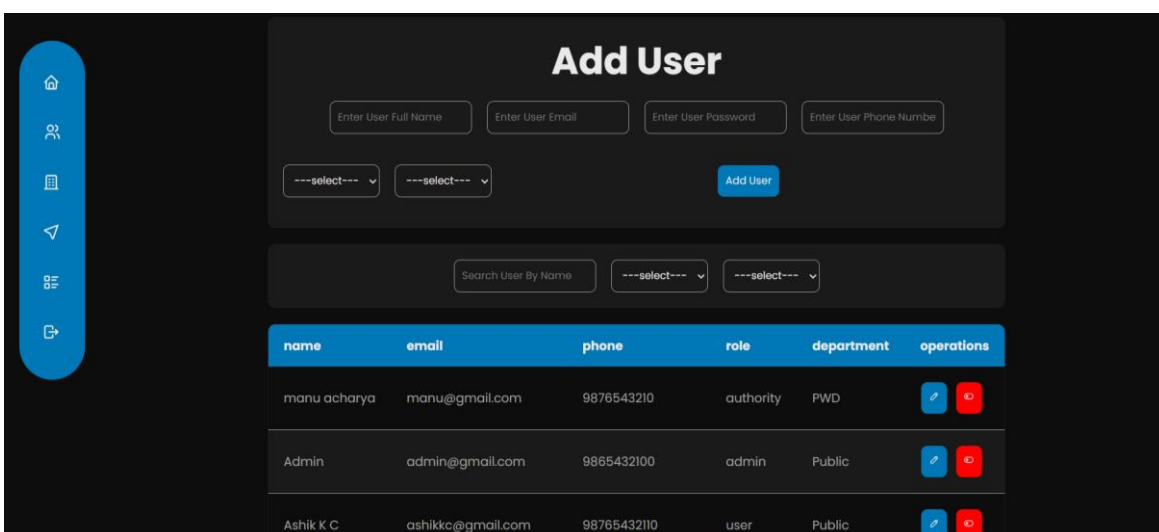 Add User
Enter User Full Name Enter User Email Enter User Password Enter User Phone Numbe
---select--- ---select--- Add User
Search User By Name ---select--- ---select---
name email phone role department operations
manu acharya manu@gmail.com 9876543210 authority PWD
Admin admin@gmail.com 9865432100 admin Public
Ashik K C ashikkc@gmail.com 98765432110 user Public